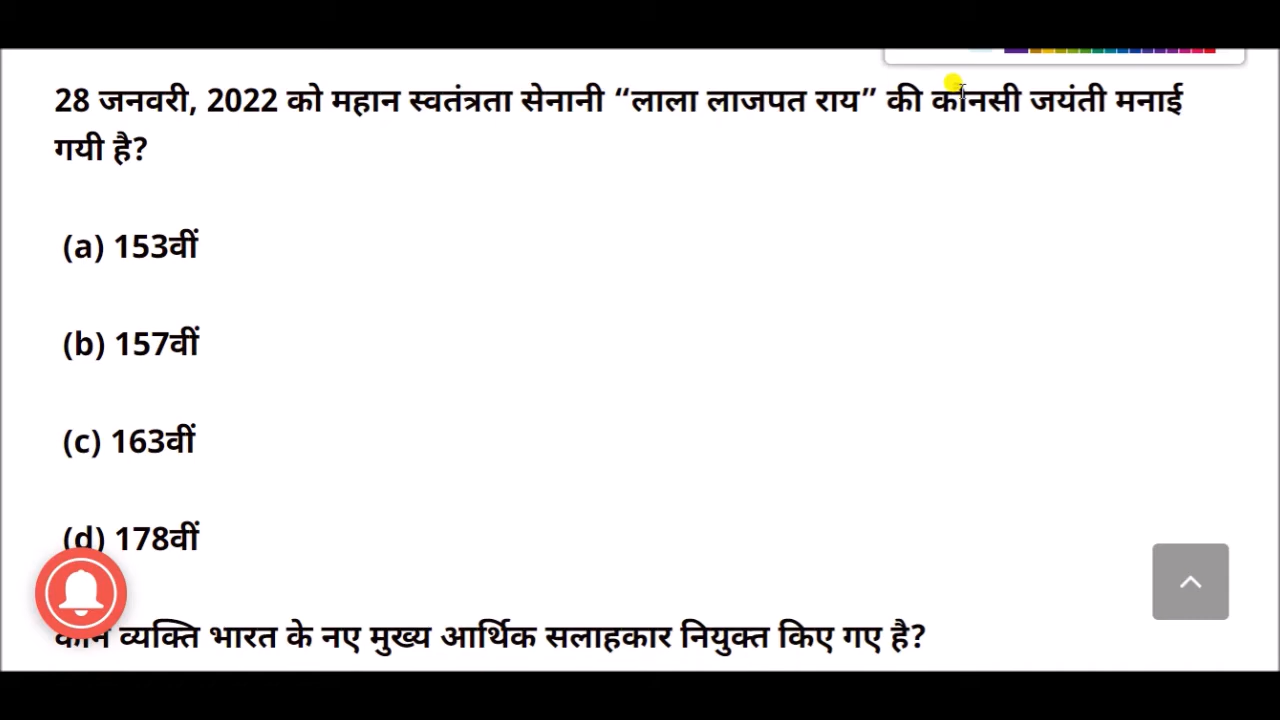 28 जनवरी, 2022 को महान स्वतंत्रता सेनानी “लाला लाजपत राय” की कौनसी जयंती मनाई
गयी है?
(a) 153वीं
(b) 157वीं
(c) 163वीं
(d) 178वीं
कौन व्यक्ति भारत के नए मुख्य आर्थिक सलाहकार नियुक्त किए गए है?